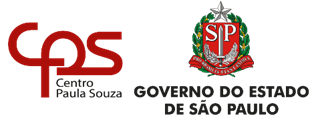 cps
Centro
Paula Souza
SP
GOVERNO DO ESTADO
DE SÃO PAULO